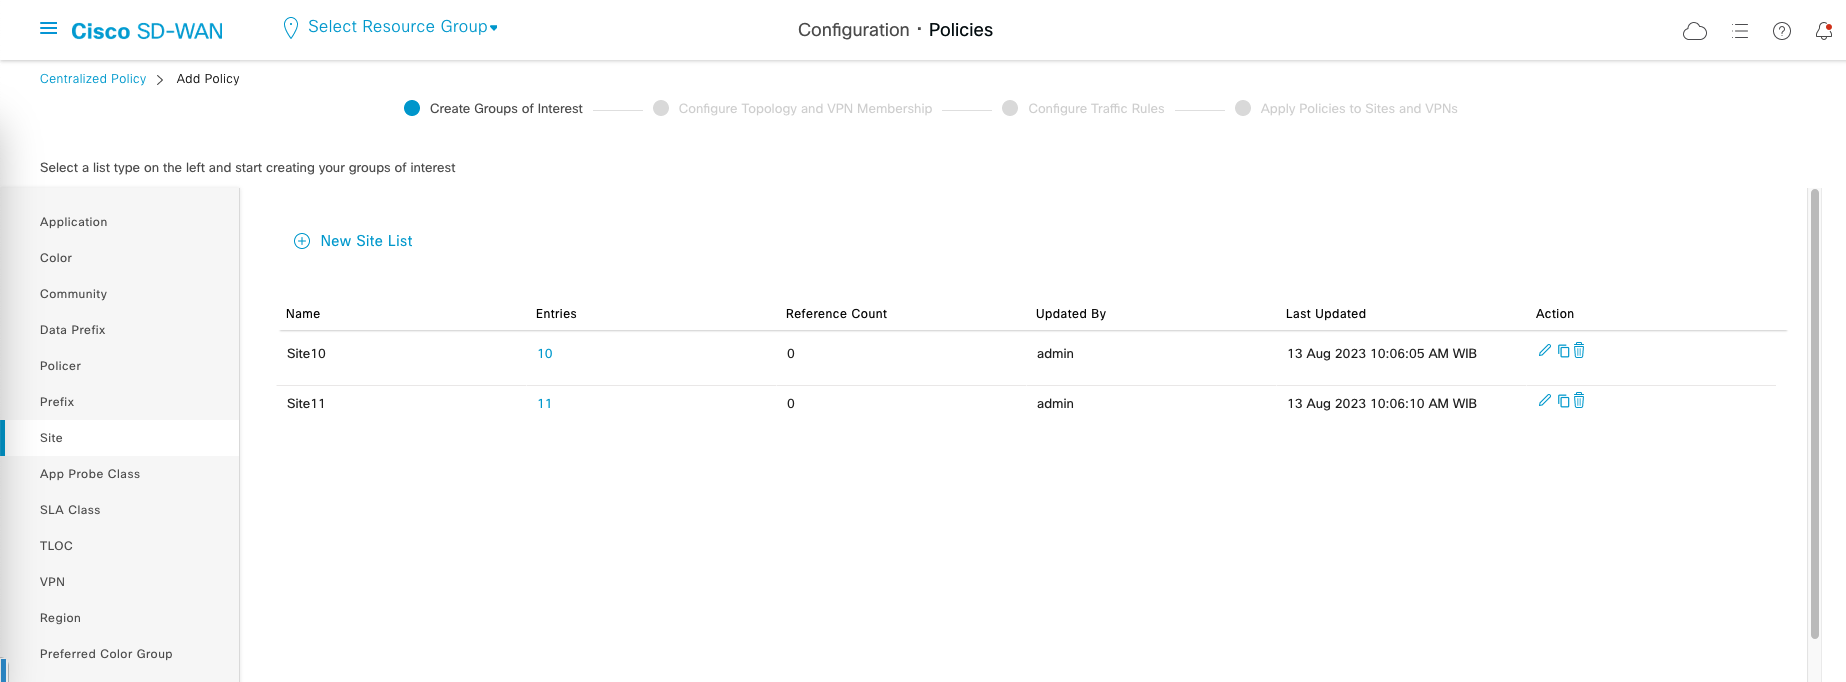 Cisco SD-WAN
Select Resource Group
Configuration · Policies
Centralized Policy > Add Policy
Create Groups of Interest
Configure Topology and VPN Membership
Configure Traffic Rules
Apply Policies to Sites and VPNs
Select a list type on the left and start creating your groups of interest
Application
Color
Community
Data Prefix
Policer
Prefix
Site
App Probe Class
SLA Class
TLOC
VPN
Region
Preferred Color Group
New Site List
Name Entries Reference Count Updated By Last Updated Action
Site10 10 0 admin 13 Aug 2023 10:06:05 AM WIB
Site11 11 0 admin 13 Aug 2023 10:06:10 AM WIB